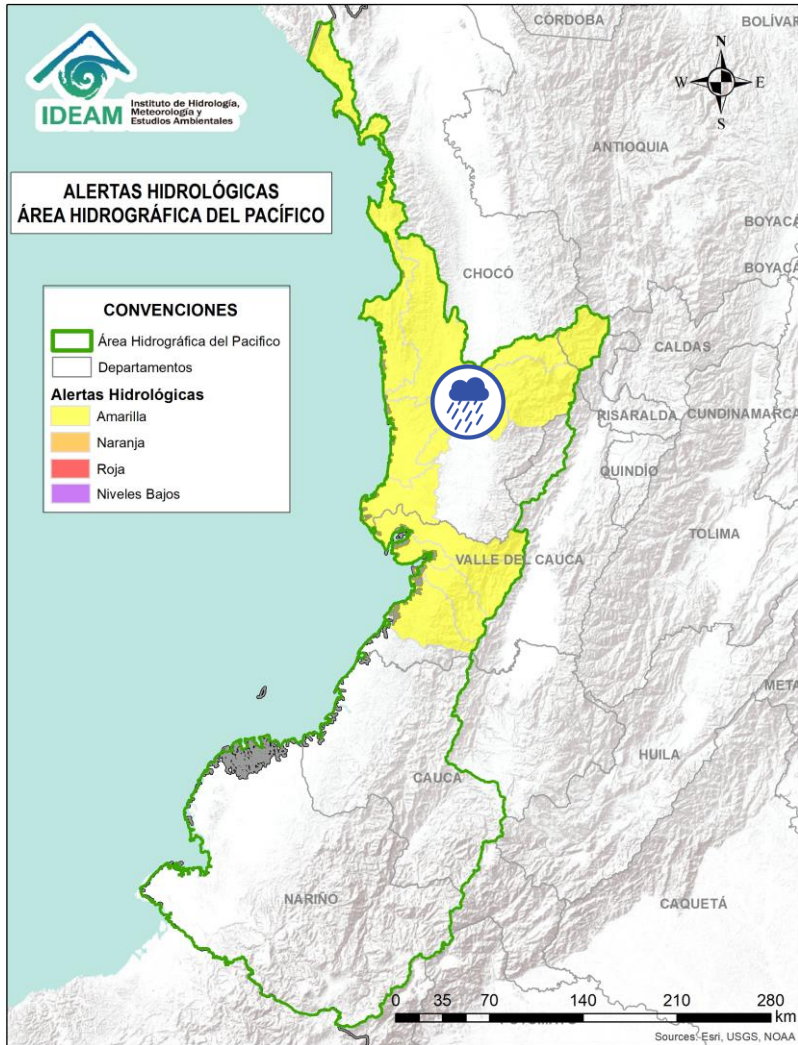 CÓRDOBA
BOLÍVAR
N
W
E
S
IDEAM
Instituto de Hidrología,
Meteorología y
Estudios Ambientales
ANTIOQUIA
ALERTAS HIDROLÓGICAS
ÁREA HIDROGRÁFICA DEL PACÍFICO
BOYACÁ
BOYACÁ
CHOCÓ
CONVENCIONES
Área Hidrográfica del Pacifico
Departamentos
Alertas Hidrológicas
Amarilla
Naranja
Roja
Niveles Bajos
CALDAS
RISARALDA
CUNDINAMARCA
QUINDÍO
TOLIMA
VALLE DEL CAUCA
META
HUILA
CAUCA
NARIÑO
CAQUETÁ
0 35 70 140 210 280
km
Sources: Esri, USGS, NOAA